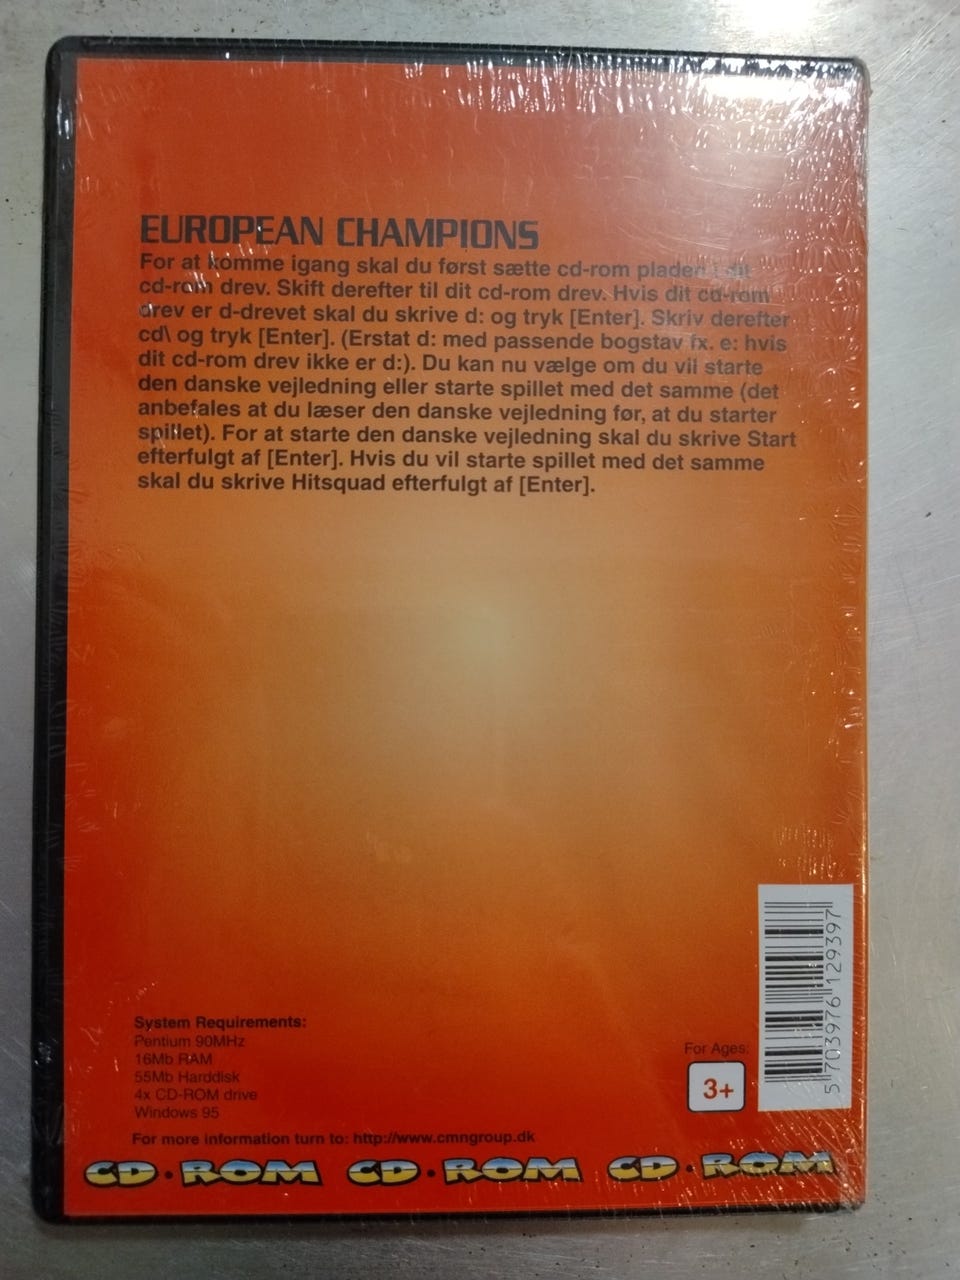 EUROPEAN CHAMPIONS
For at komme igang skal du først sætte cd-rom pladen i dit
cd-rom drev. Skift derefter til dit cd-rom drev. Hvis dit cd-rom
drev er d-drevet skal du skrive d: og tryk [Enter]. Skriv derefter
cd\ og tryk [Enter]. (Erstat d: med passende bogstav fx. e: hvis
dit cd-rom drev ikke er d:). Du kan nu vælge om du vil starte
den danske vejledning eller starte spillet med det samme (det
anbefales at du læser den danske vejledning før, at du starter
spillet). For at starte den danske vejledning skal du skrive Start
efterfulgt af [Enter]. Hvis du vil starte spillet med det samme
skal du skrive Hitsquad efterfulgt af [Enter].
System Requirements:
Pentium 90MHz
16Mb RAM
55Mb Harddisk
4x CD-ROM drive
Windows 95
For Ages:
3+
5 703976 129397
For more information turn to: http://www.cmngroup.dk
CD·ROM CD·ROM CD·ROM